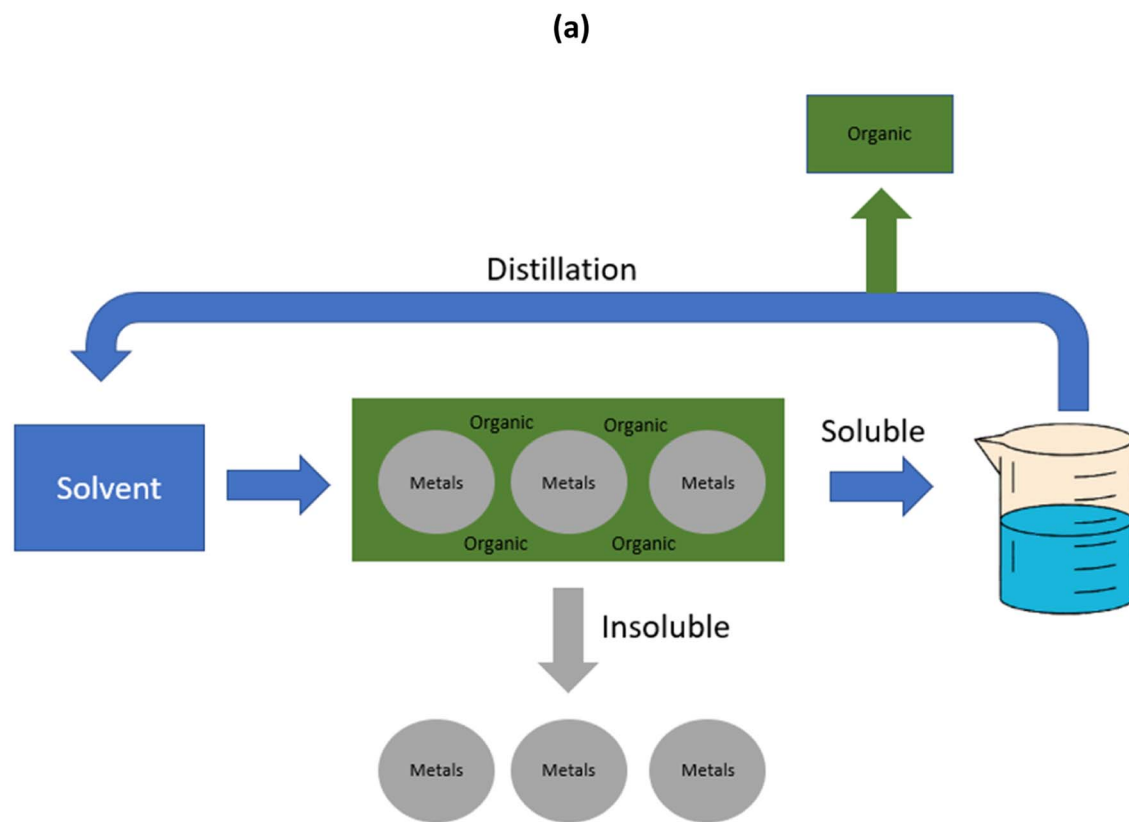 (a)
Organic
Distillation
Solvent
Organic Organic
Metals Metals Metals
Organic Organic
Soluble
Insoluble
Metals Metals Metals